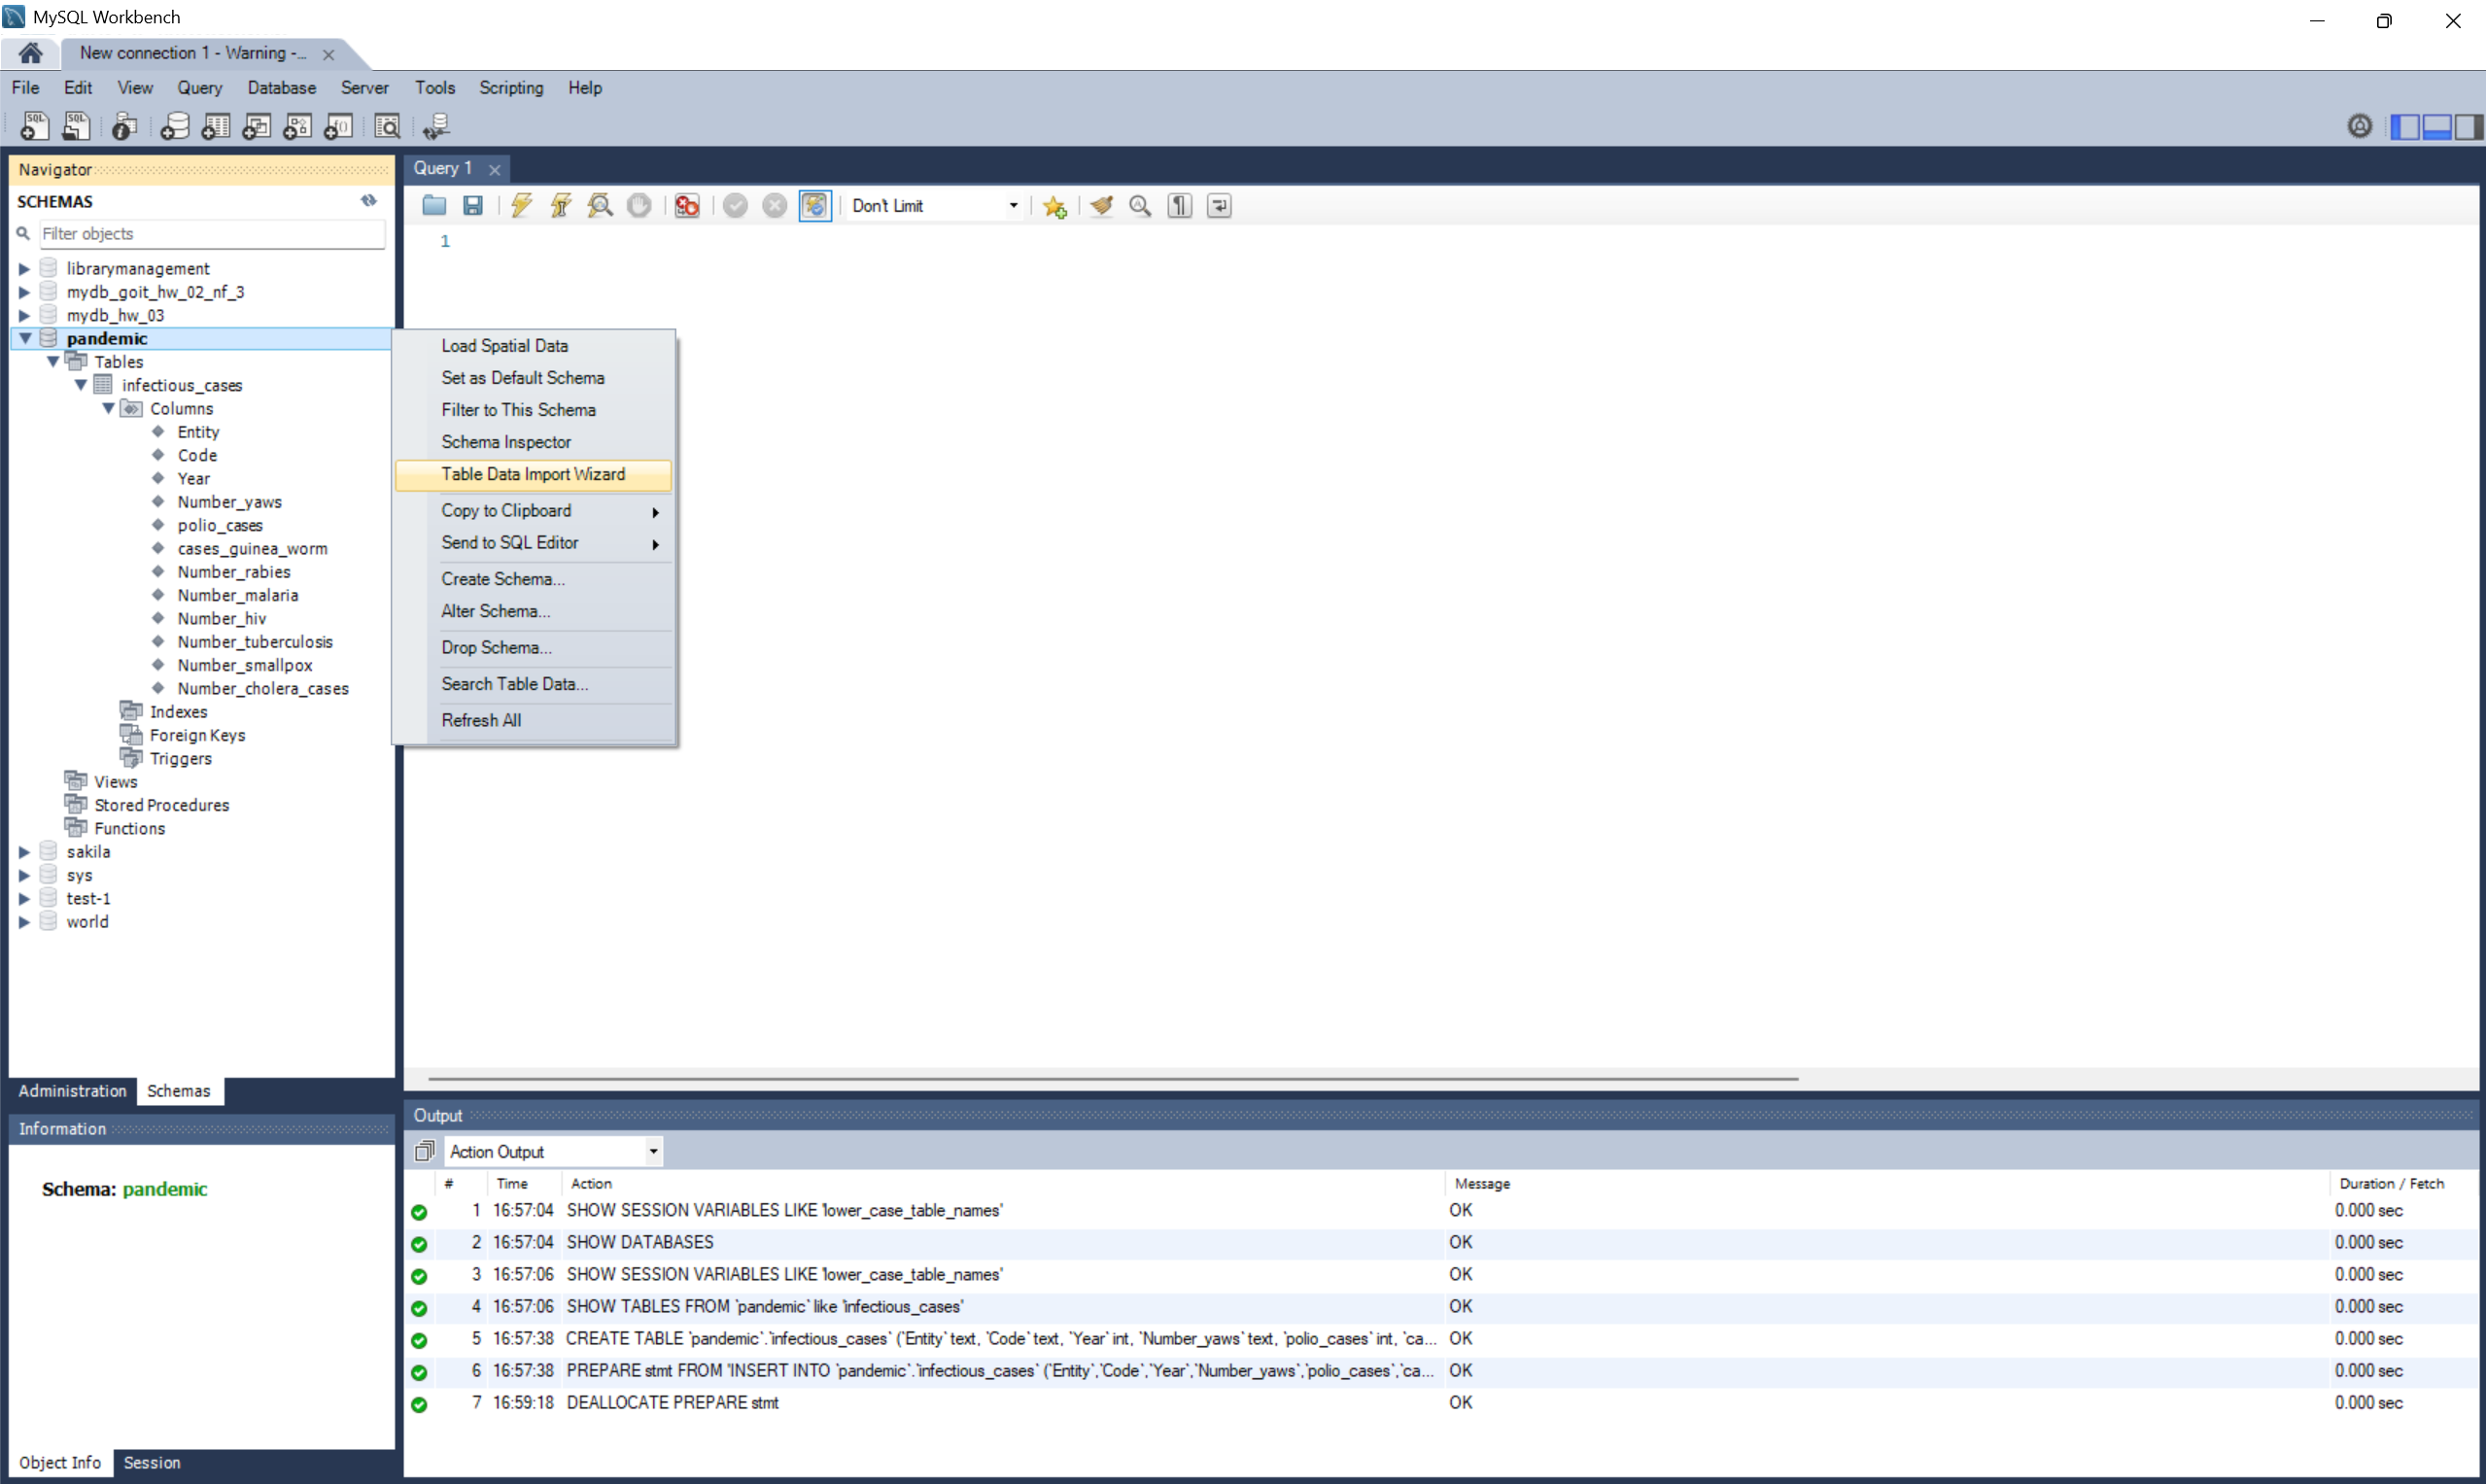 MySQL Workbench
New connection 1 - Warning -...
File Edit View Query Database Server Tools Scripting Help
Navigator
SCHEMAS
Filter objects
librarymanagement
mydb_goit_hw_02_nf_3
mydb_hw_03
pandemic
Tables
infectious_cases
Columns
Entity
Code
Year
Number_yaws
polio_cases
cases_guinea_worm
Number_rabies
Number_malaria
Number_hiv
Number_tuberculosis
Number_smallpox
Number_cholera_cases
Indexes
Foreign Keys
Triggers
Views
Stored Procedures
Functions
sakila
sys
test-1
world
Administration Schemas
Information
Schema: pandemic
Object Info Session
Query 1
Don't Limit
1
Load Spatial Data
Set as Default Schema
Filter to This Schema
Schema Inspector
Table Data Import Wizard
Copy to Clipboard
Send to SQL Editor
Create Schema...
Alter Schema...
Drop Schema...
Search Table Data...
Refresh All
Output
Action Output
# Time Action Message Duration / Fetch
1 16:57:04 SHOW SESSION VARIABLES LIKE 'lower_case_table_names' OK 0.000 sec
2 16:57:04 SHOW DATABASES OK 0.000 sec
3 16:57:06 SHOW SESSION VARIABLES LIKE 'lower_case_table_names' OK 0.000 sec
4 16:57:06 SHOW TABLES FROM `pandemic` like 'infectious_cases' OK 0.000 sec
5 16:57:38 CREATE TABLE `pandemic`.`infectious_cases` (`Entity` text, `Code` text, `Year` int, `Number_yaws` text, `polio_cases` int, `ca... OK 0.000 sec
6 16:57:38 PREPARE stmt FROM 'INSERT INTO `pandemic`.`infectious_cases` (`Entity`,`Code`,`Year`,`Number_yaws`,`polio_cases`,`ca... OK 0.000 sec
7 16:59:18 DEALLOCATE PREPARE stmt OK 0.000 sec